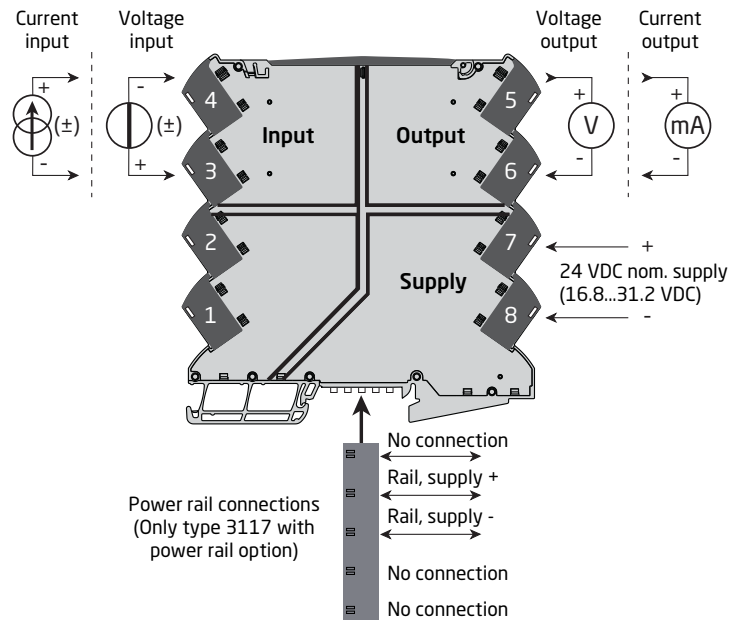 Current input
Voltage input
Voltage output
Current output
+
(±)
-
-
(±)
+
4
3
2
1
Input
Output
Supply
5
6
7
8
+
V
-
+
mA
-
+
24 VDC nom. supply
(16.8...31.2 VDC)
-
Power rail connections
(Only type 3117 with
power rail option)
No connection
Rail, supply +
Rail, supply -
No connection
No connection